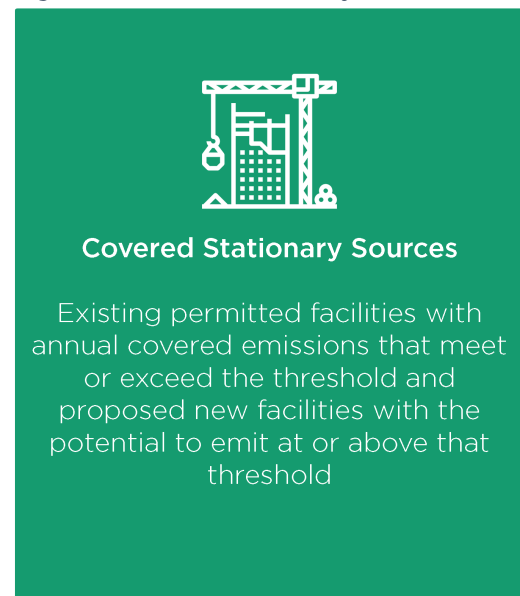 Covered Stationary Sources
Existing permitted facilities with
annual covered emissions that meet
or exceed the threshold and
proposed new facilities with the
potential to emit at or above that
threshold